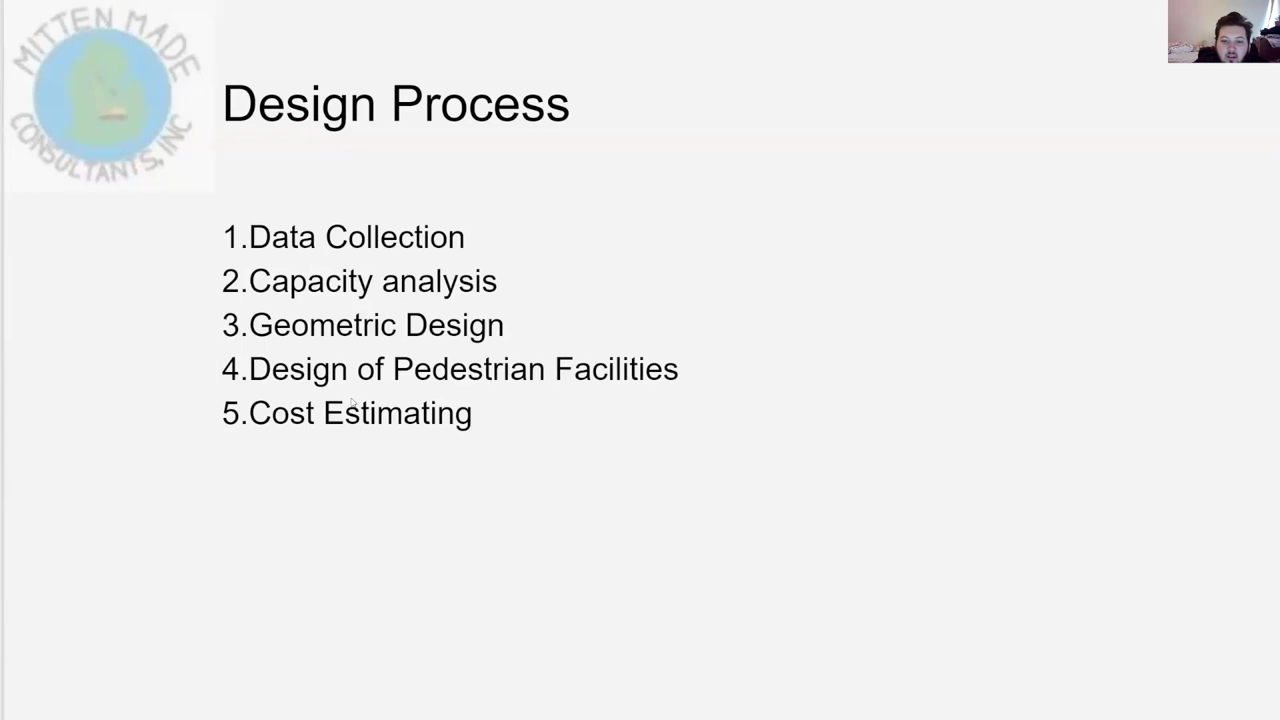 MITTEN MADE
CONSULTANTS, INC
Design Process
1.Data Collection
2.Capacity analysis
3.Geometric Design
4.Design of Pedestrian Facilities
5.Cost Estimating